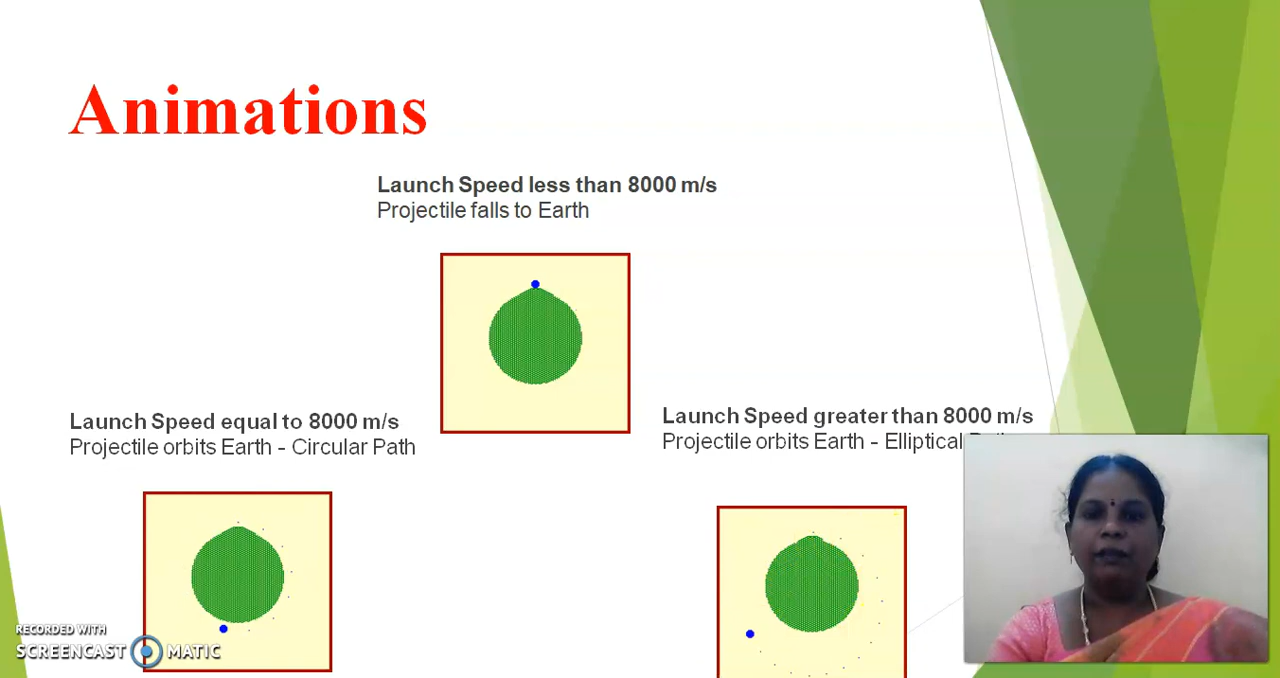 Animations
Launch Speed less than 8000 m/s
Projectile falls to Earth
Launch Speed equal to 8000 m/s
Projectile orbits Earth - Circular Path
Launch Speed greater than 8000 m/s
Projectile orbits Earth - Elliptical
RECORDED WITH
SCREENCAST MATIC